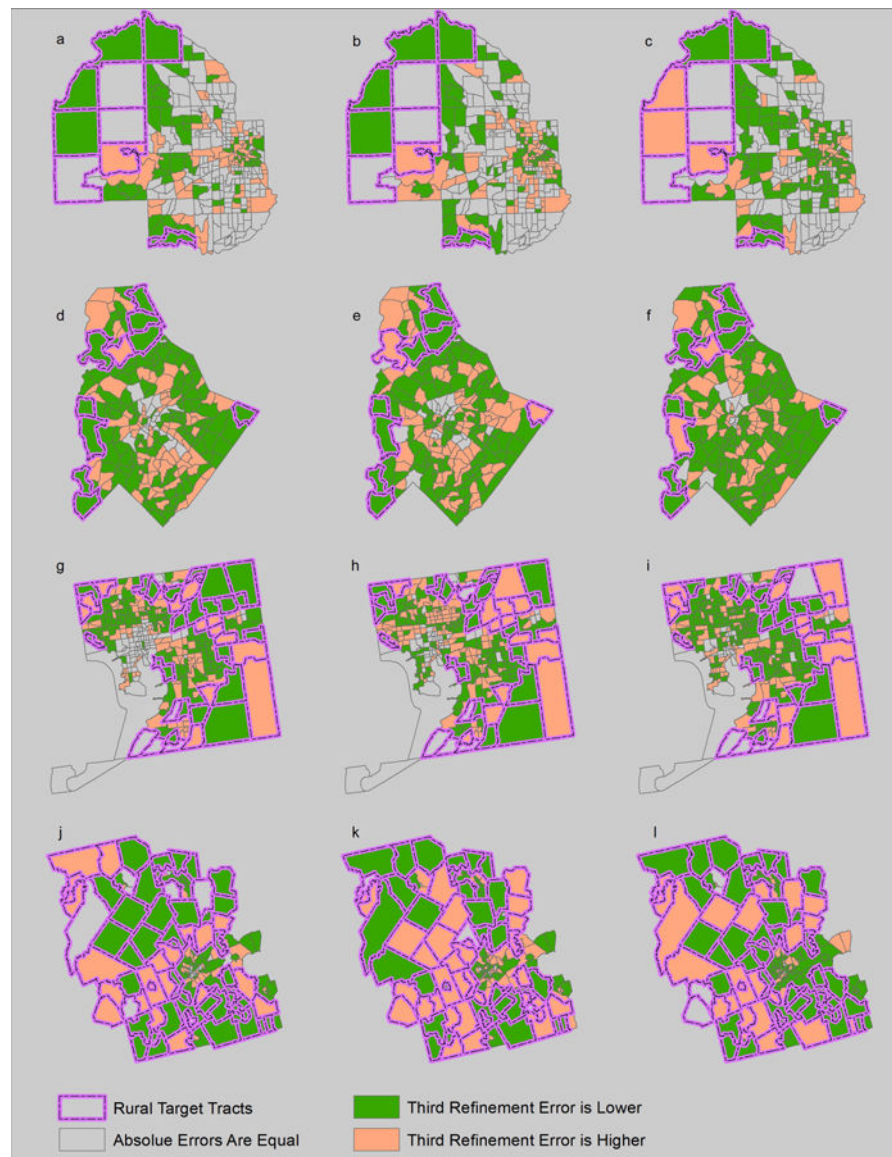 a b c
d e f
g h i
j k l
Rural Target Tracts Third Refinement Error is Lower
Absolue Errors Are Equal Third Refinement Error is Higher